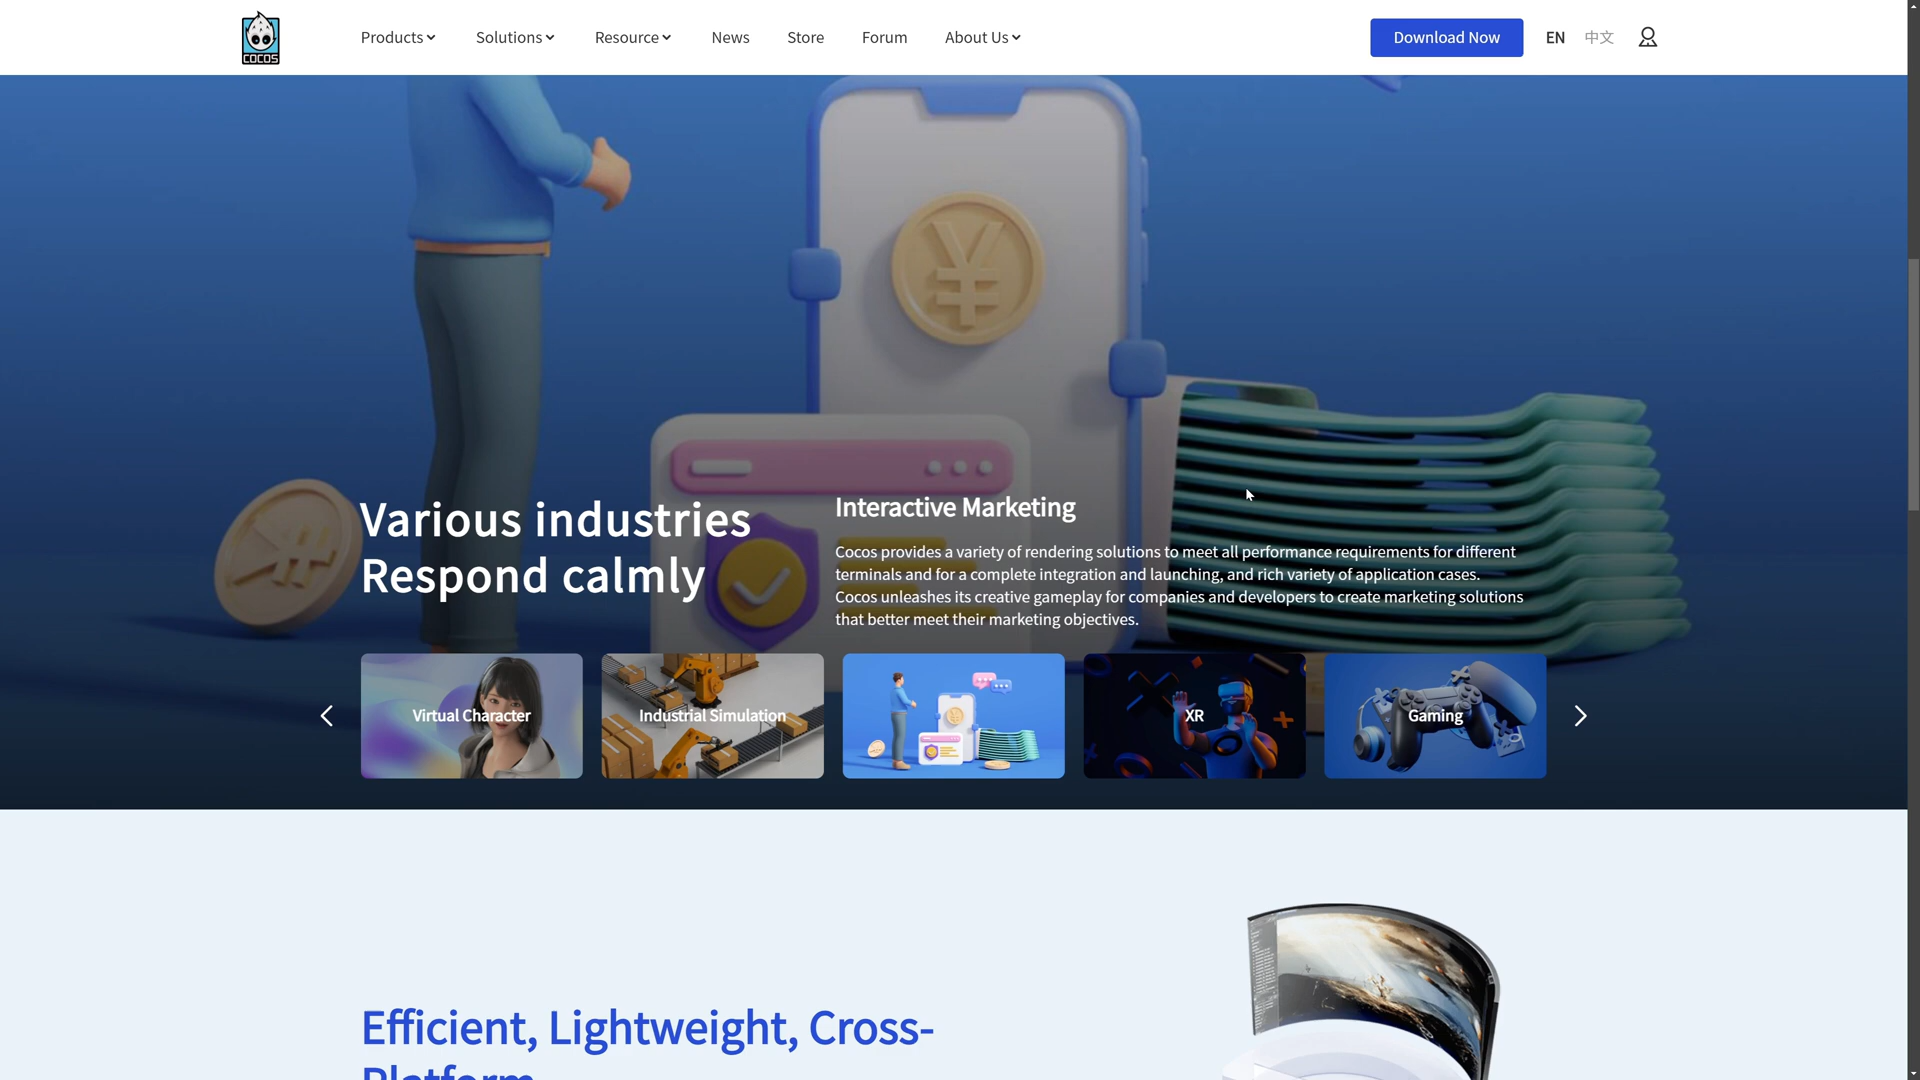 COCOS
Products
Solutions
Resource
News
Store
Forum
About Us
Download Now
EN
中文
Various industries
Respond calmly
Interactive Marketing
Cocos provides a variety of rendering solutions to meet all performance requirements for different
terminals and for a complete integration and launching, and rich variety of application cases.
Cocos unleashes its creative gameplay for companies and developers to create marketing solutions
that better meet their marketing objectives.
Virtual Character
Industrial Simulation
XR
Gaming
Efficient, Lightweight, Cross-
Platform